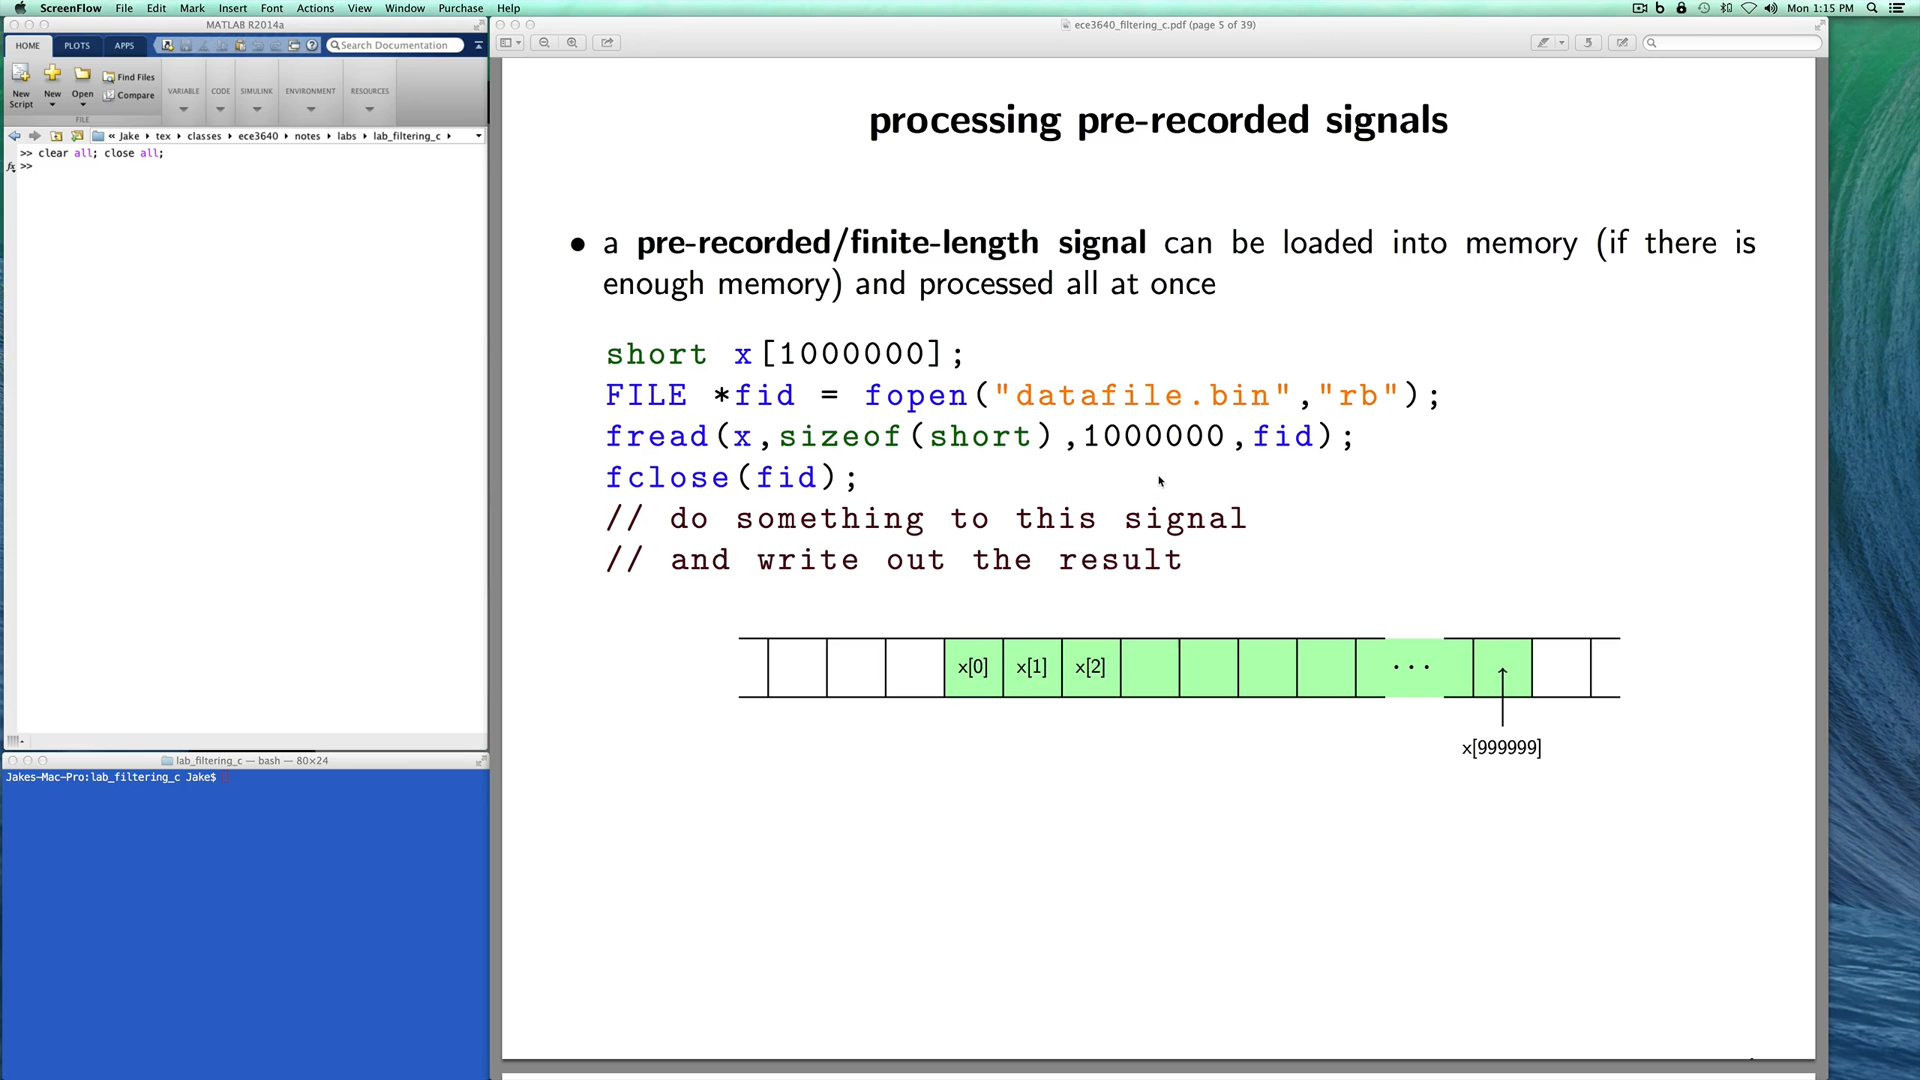 ScreenFlow File Edit Mark Insert Font Actions View Window Purchase Help
Mon 1:15 PM
MATLAB R2014a
HOME PLOTS APPS
Search Documentation
New Script
New
Open
Find Files
Compare
FILE
VARIABLE
CODE
SIMULINK
ENVIRONMENT
RESOURCES
« Jake ▸ tex ▸ classes ▸ ece3640 ▸ notes ▸ labs ▸ lab_filtering_c ▸
>> clear all; close all;
fx >>
lab_filtering_c — bash — 80×24
Jakes-Mac-Pro:lab_filtering_c Jake$
ece3640_filtering_c.pdf (page 5 of 39)
processing pre-recorded signals
• a pre-recorded/finite-length signal can be loaded into memory (if there is
enough memory) and processed all at once
short x[1000000];
FILE *fid = fopen("datafile.bin","rb");
fread(x,sizeof(short),1000000,fid);
fclose(fid);
// do something to this signal
// and write out the result
x[0] x[1] x[2] ···
x[999999]